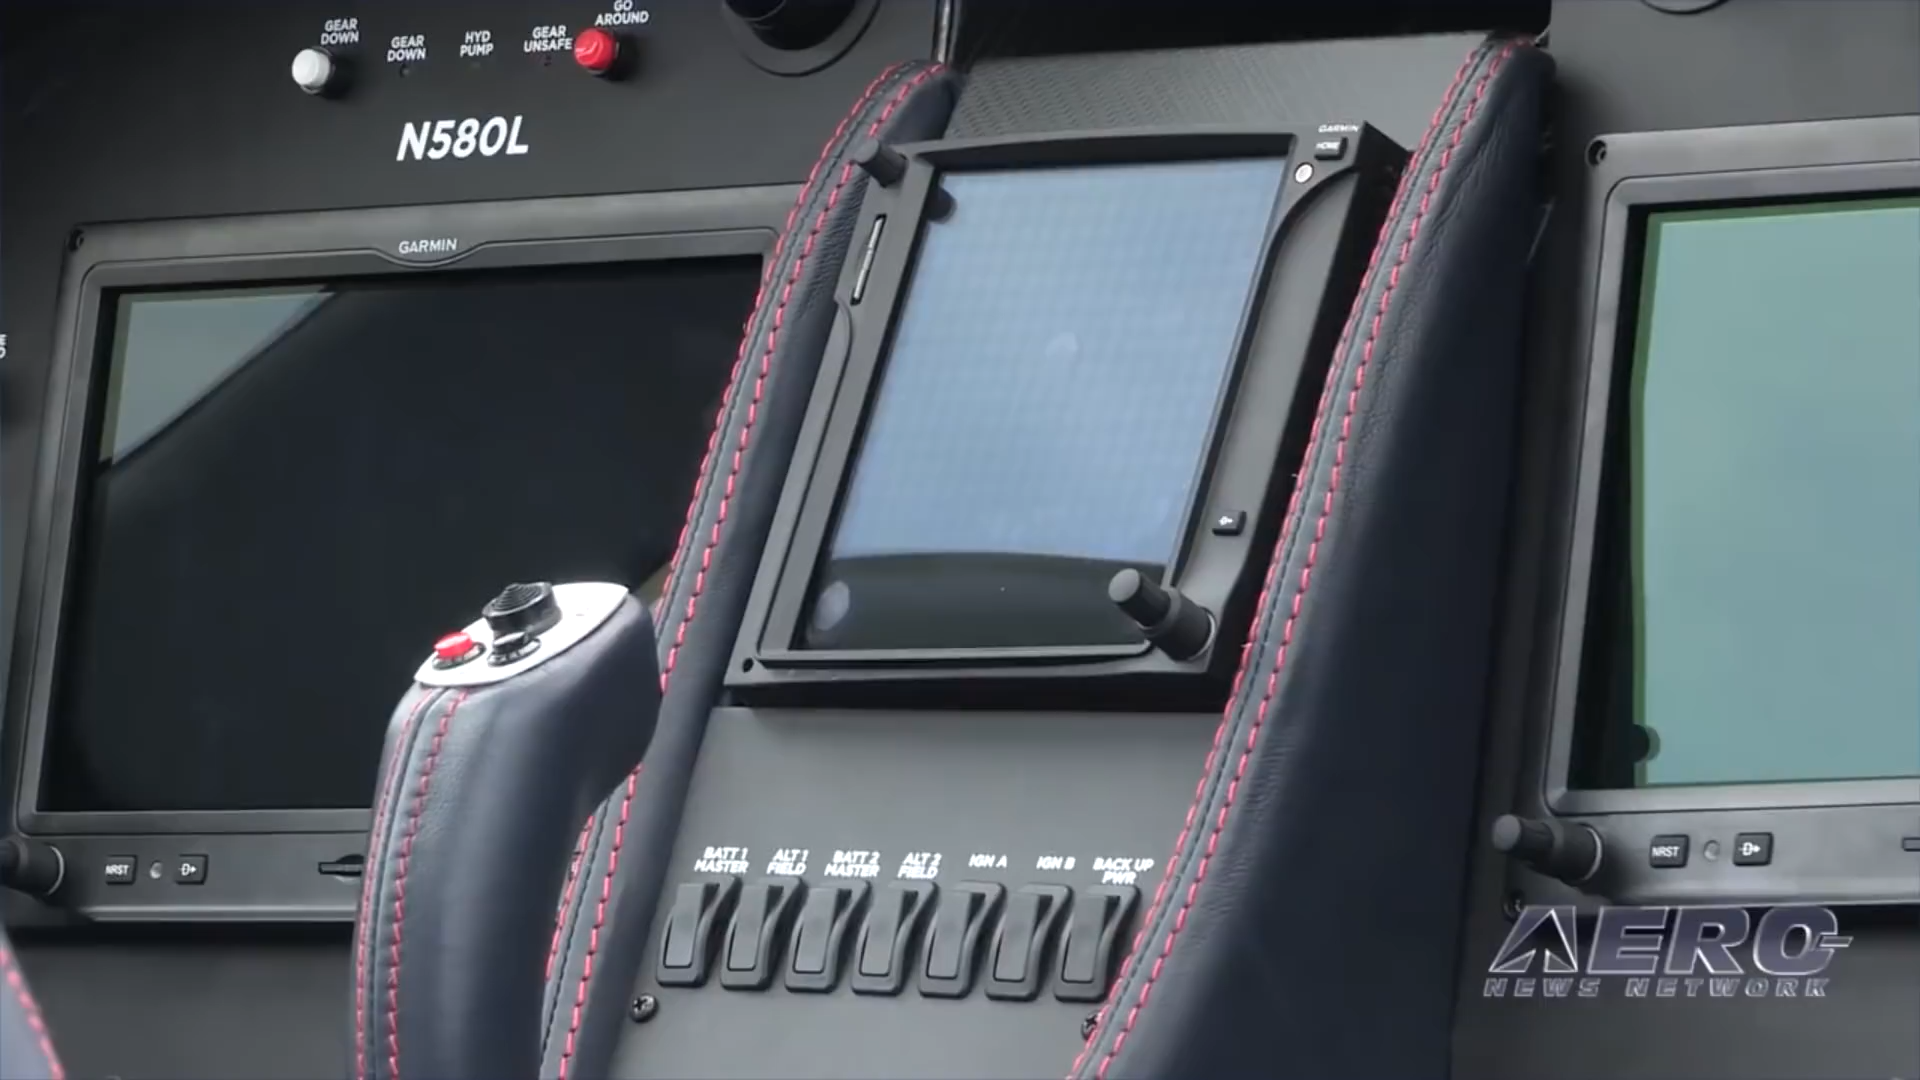 GEAR
DOWN
GEAR
DOWN
HYD
PUMP
GEAR
UNSAFE
GO
AROUND
N580L
GARMIN
GARMIN
HOME
NRST
D
NRST
D
BATT 1
MASTER
ALT 1
FIELD
BATT 2
MASTER
ALT 2
FIELD
IGN A
IGN B
BACK UP
PWR
AERO
NEWS NETWORK